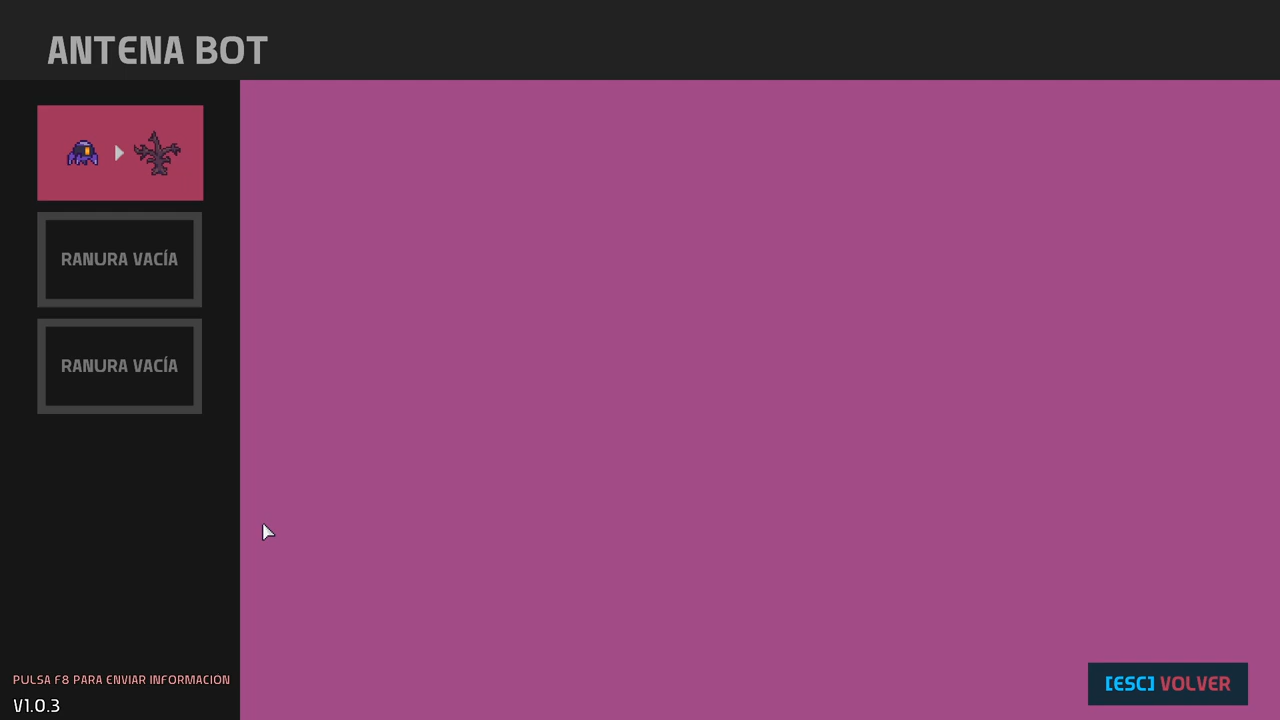 ANTENA BOT
RANURA VACÍA
RANURA VACÍA
PULSA F8 PARA ENVIAR INFORMACION
V1.0.3
[ESC] VOLVER